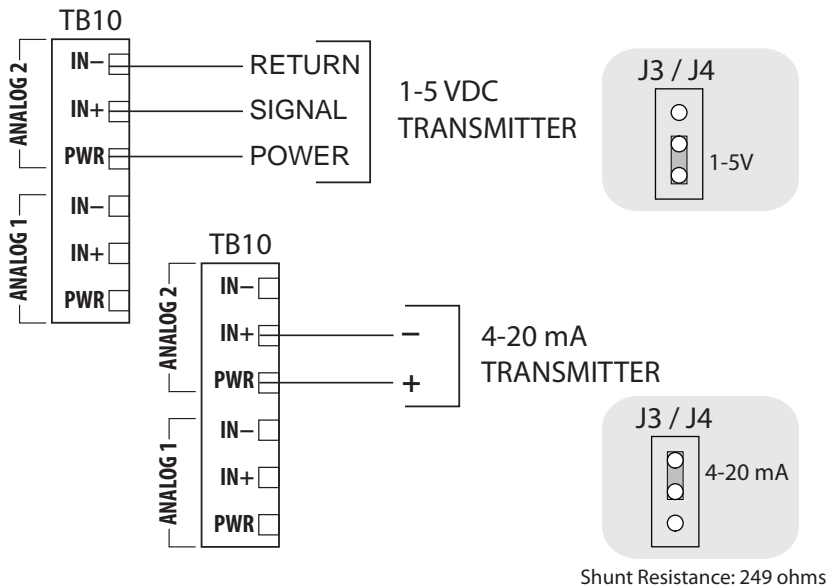 TB10
ANALOG 2
IN–
IN+
PWR
ANALOG 1
IN–
IN+
PWR
RETURN
SIGNAL
POWER
1-5 VDC
TRANSMITTER
J3 / J4
1-5V
TB10
ANALOG 2
IN–
IN+
PWR
ANALOG 1
IN–
IN+
PWR
–
+
4-20 mA
TRANSMITTER
J3 / J4
4-20 mA
Shunt Resistance: 249 ohms